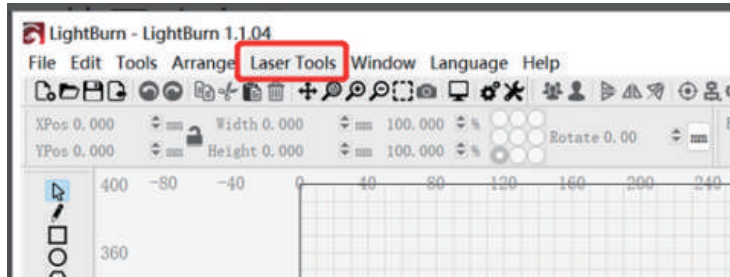 LightBurn - LightBurn 1.1.04
File Edit Tools Arrange Laser Tools Window Language Help
XPos 0.000 mm Width 0.000 mm 100.000 % Rotate 0.00 mm
YPos 0.000 mm Height 0.000 mm 100.000 %
400 -80 -40 0 40 80 120 160 200 240
360